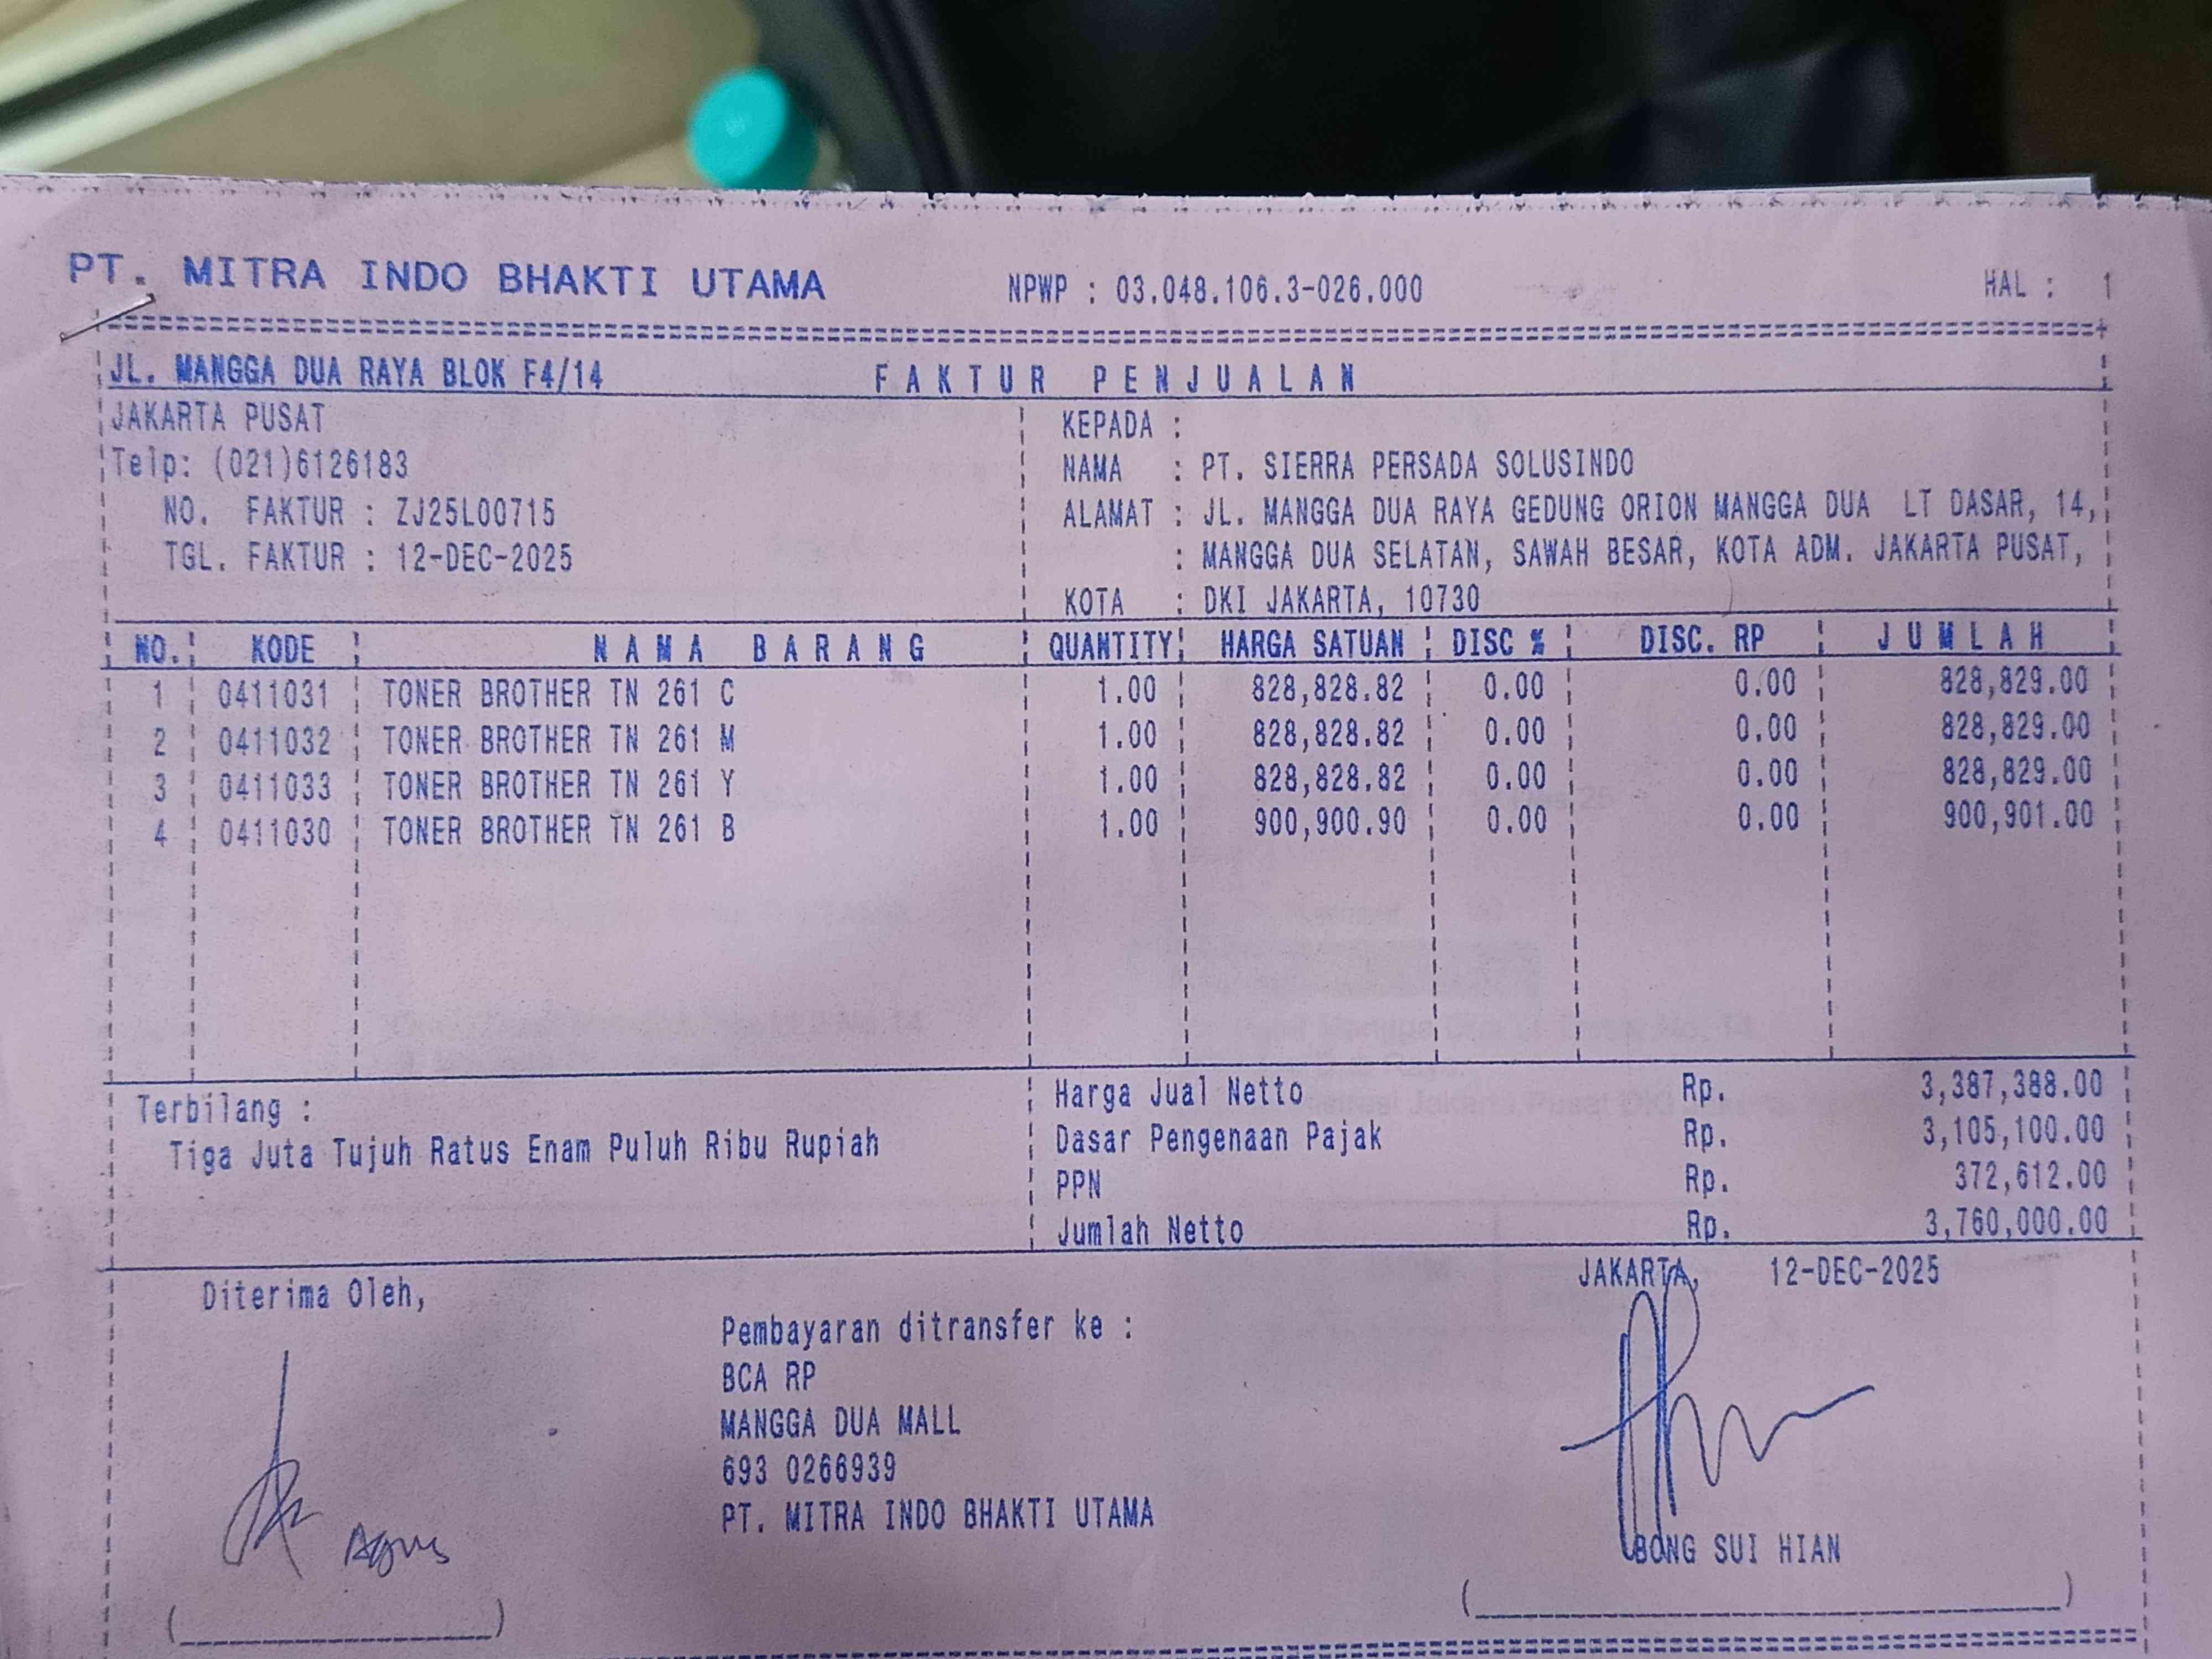 PT. MITRA INDO BHAKTI UTAMA NPWP : 03.048.106.3-026.000 HAL : 1
JL. MANGGA DUA RAYA BLOK F4/14 FAKTUR PENJUALAN
JAKARTA PUSAT
Telp: (021)6126183
NO. FAKTUR : ZJ25L00715
TGL. FAKTUR : 12-DEC-2025
KEPADA :
NAMA : PT. SIERRA PERSADA SOLUSINDO
ALAMAT : JL. MANGGA DUA RAYA GEDUNG ORION MANGGA DUA LT DASAR, 14,
: MANGGA DUA SELATAN, SAWAH BESAR, KOTA ADM. JAKARTA PUSAT,
KOTA : DKI JAKARTA, 10730
NO. KODE NAMA BARANG QUANTITY HARGA SATUAN DISC % DISC. RP JUMLAH
1 0411031 TONER BROTHER TN 261 C 1.00 828,828.82 0.00 0.00 828,829.00
2 0411032 TONER BROTHER TN 261 M 1.00 828,828.82 0.00 0.00 828,829.00
3 0411033 TONER BROTHER TN 261 Y 1.00 828,828.82 0.00 0.00 828,829.00
4 0411030 TONER BROTHER TN 261 B 1.00 900,900.90 0.00 0.00 900,901.00
Terbilang :
Tiga Juta Tujuh Ratus Enam Puluh Ribu Rupiah
Harga Jual Netto Rp. 3,387,388.00
Dasar Pengenaan Pajak Rp. 3,105,100.00
PPN Rp. 372,612.00
Jumlah Netto Rp. 3,760,000.00
Diterima Oleh,
Agus
Pembayaran ditransfer ke :
BCA RP
MANGGA DUA MALL
693 0266939
PT. MITRA INDO BHAKTI UTAMA
JAKARTA, 12-DEC-2025
BONG SUI HIAN